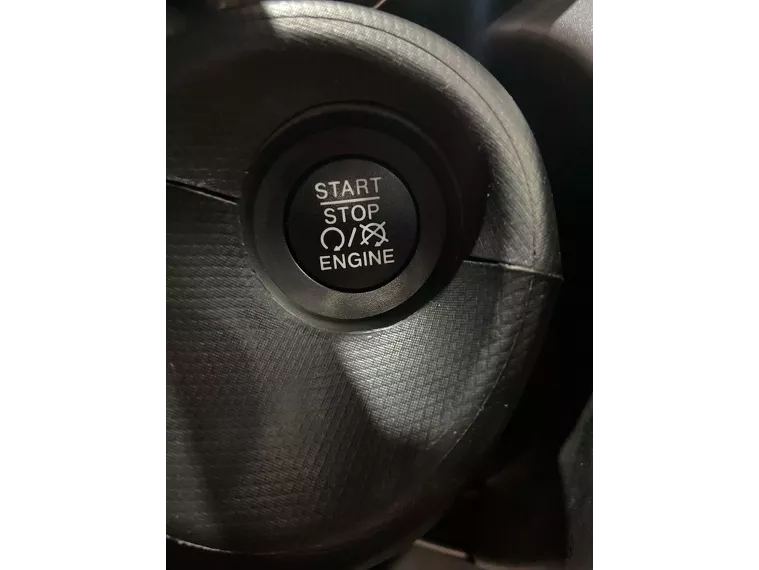 START
STOP
/
ENGINE